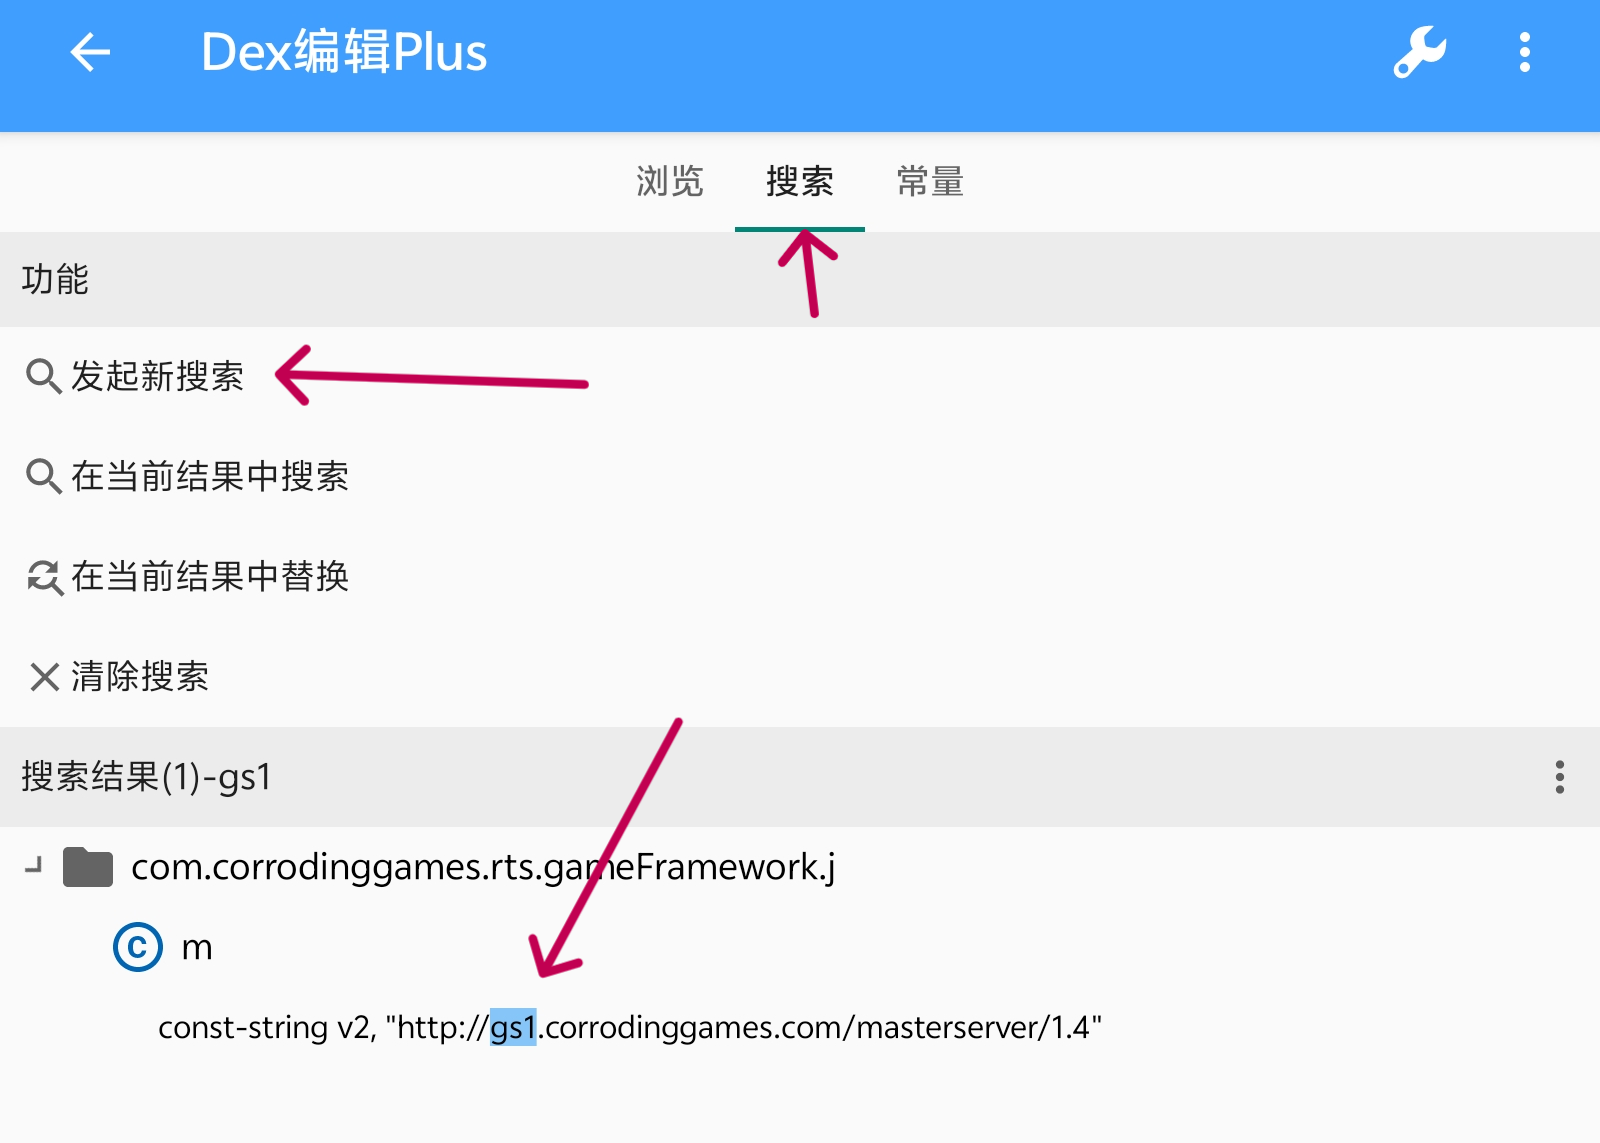 Dex编辑Plus
浏览 搜索 常量
功能
发起新搜索
在当前结果中搜索
在当前结果中替换
清除搜索
搜索结果(1)-gs1
com.corrodinggames.rts.gameFramework.j
C m
const-string v2, "http://gs1.corrodinggames.com/masterserver/1.4"